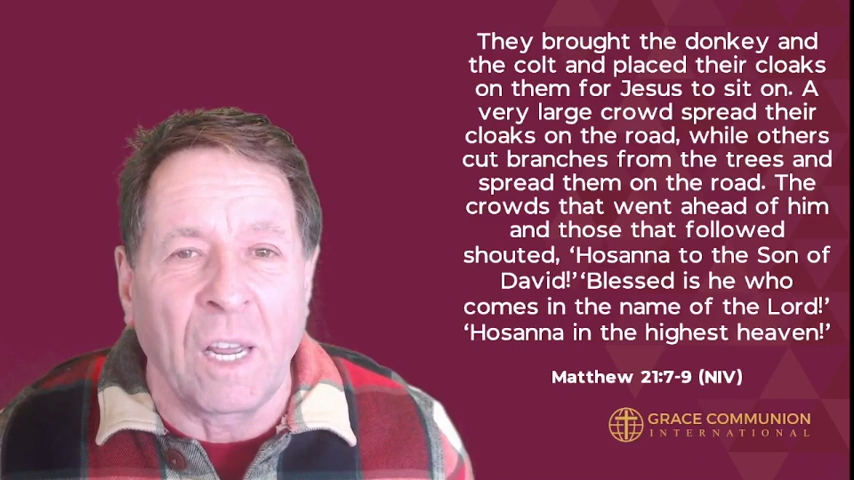 They brought the donkey and
the colt and placed their cloaks
on them for Jesus to sit on. A
very large crowd spread their
cloaks on the road, while others
cut branches from the trees and
spread them on the road. The
crowds that went ahead of him
and those that followed
shouted, ‘Hosanna to the Son of
David!’‘Blessed is he who
comes in the name of the Lord!’
‘Hosanna in the highest heaven!’
Matthew 21:7-9 (NIV)
GRACE COMMUNION
INTERNATIONAL